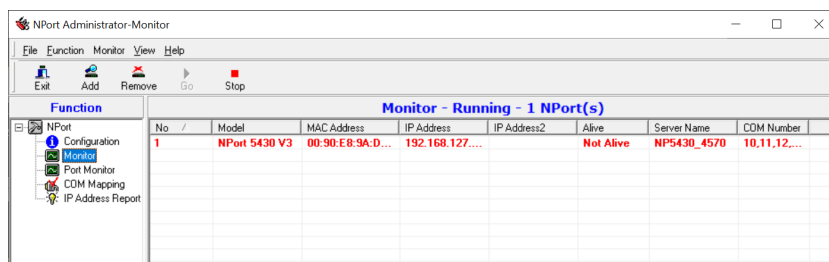 NPort Administrator-Monitor
File Function Monitor View Help
Exit Add Remove Go Stop
Function
Monitor - Running - 1 NPort(s)
NPort
Configuration
Monitor
Port Monitor
COM Mapping
IP Address Report
No / Model MAC Address IP Address IP Address2 Alive Server Name COM Number
1 NPort 5430 V3 00:90:E8:9A:D... 192.168.127.... Not Alive NP5430_4570 10,11,12,...